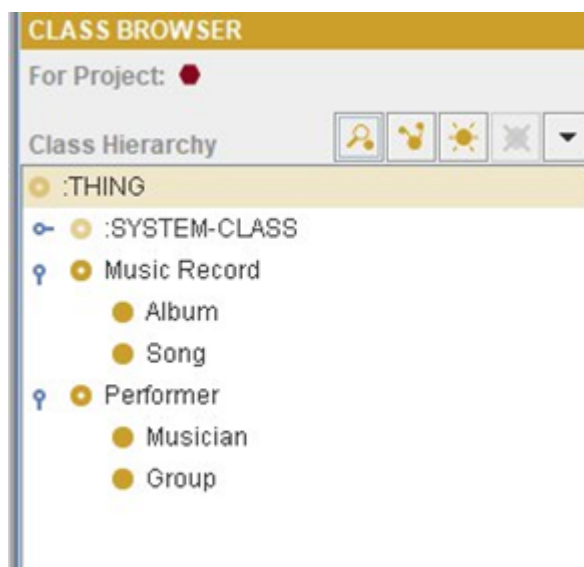 CLASS BROWSER
For Project:
Class Hierarchy
:THING
:SYSTEM-CLASS
Music Record
Album
Song
Performer
Musician
Group